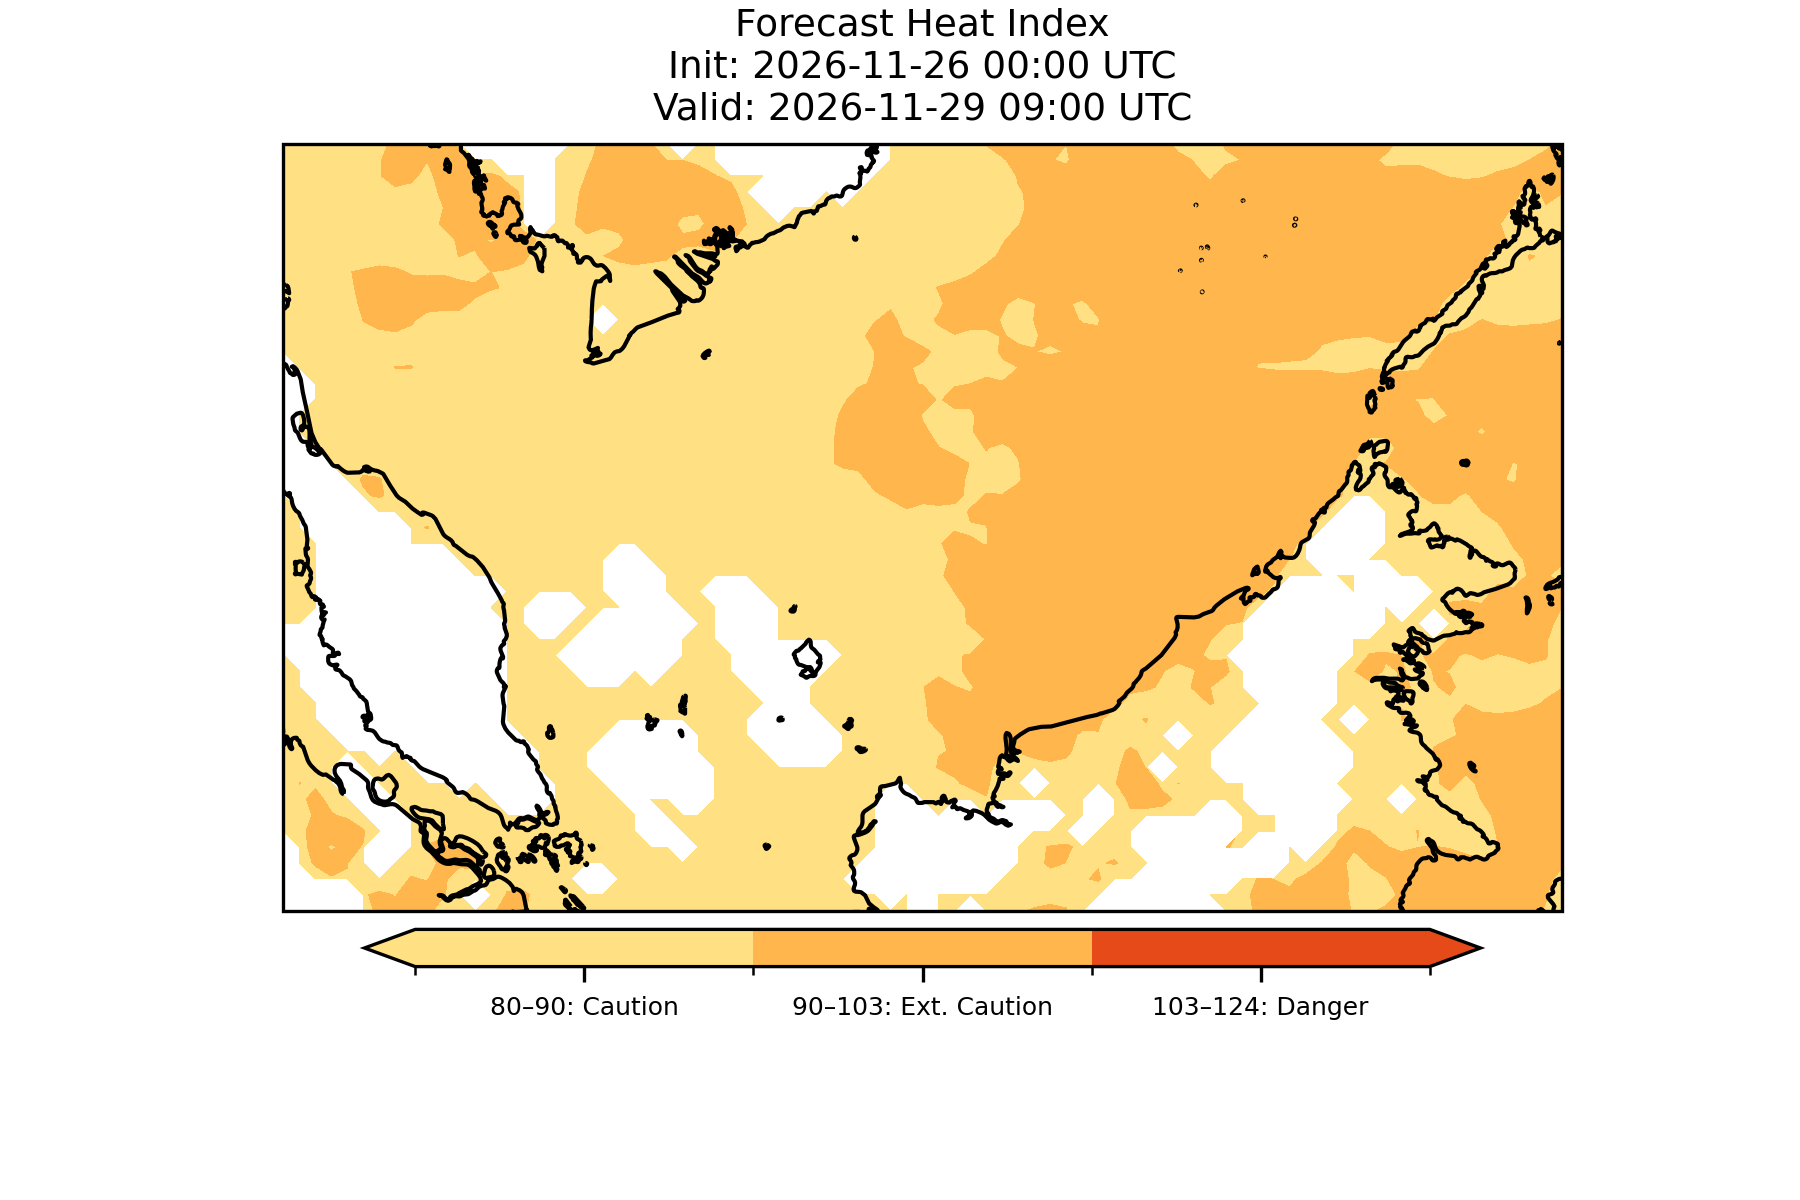 Forecast Heat Index
Init: 2026-11-26 00:00 UTC
Valid: 2026-11-29 09:00 UTC
80–90: Caution
90–103: Ext. Caution
103–124: Danger